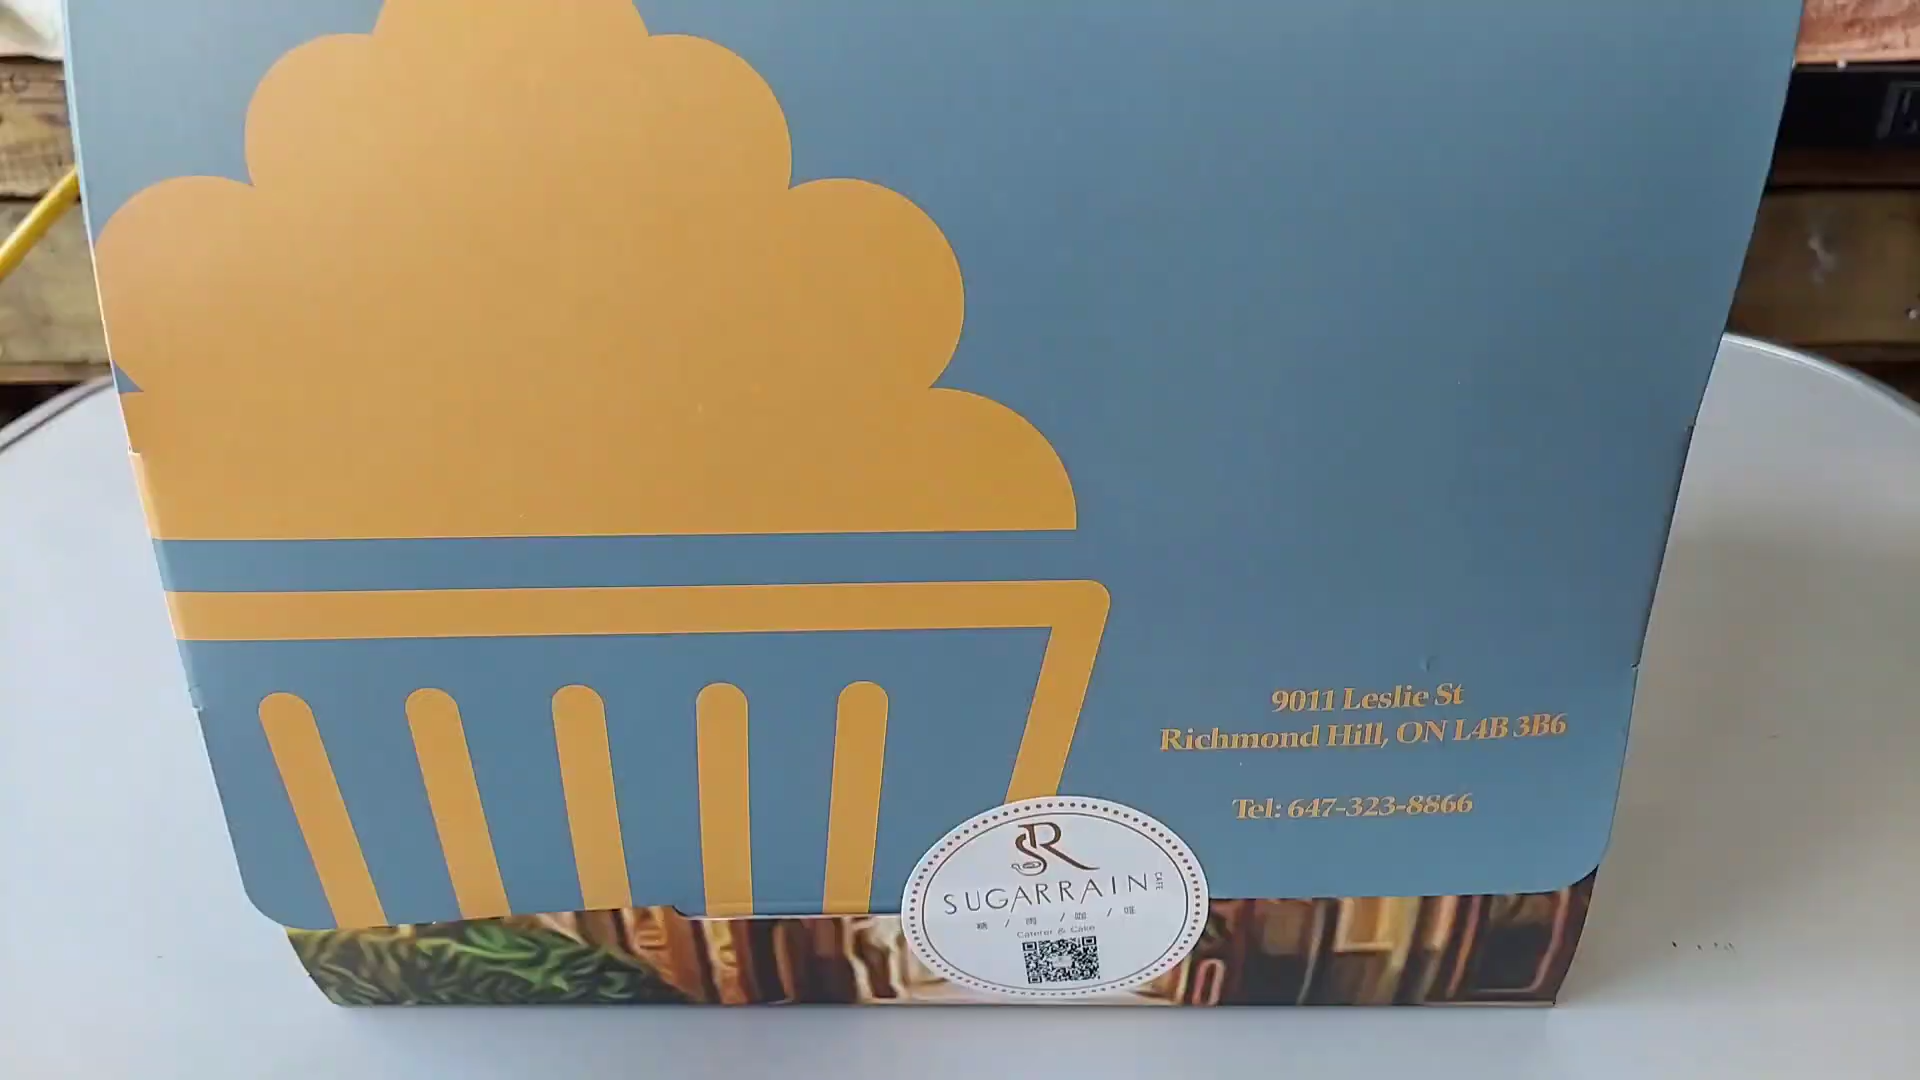 9011 Leslie St
Richmond Hill, ON L4B 3B6
Tel: 647-323-8866
SR
SUGARRAIN CAFE
糖 / 雨 / 咖 / 啡
Caterer & Cake